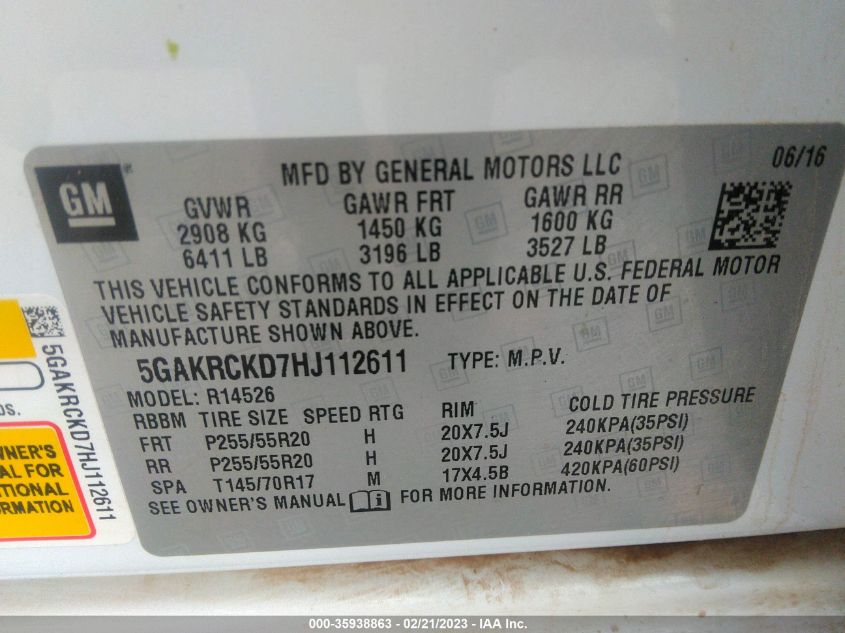 GM
®
MFD BY GENERAL MOTORS LLC
06/16
GVWR GAWR FRT GAWR RR
2908 KG 1450 KG 1600 KG
6411 LB 3196 LB 3527 LB
THIS VEHICLE CONFORMS TO ALL APPLICABLE U.S. FEDERAL MOTOR
VEHICLE SAFETY STANDARDS IN EFFECT ON THE DATE OF
MANUFACTURE SHOWN ABOVE.
5GAKRCKD7HJ112611 TYPE: M.P.V.
MODEL: R14526
RBBM TIRE SIZE SPEED RTG RIM COLD TIRE PRESSURE
FRT P255/55R20 H 20X7.5J 240KPA(35PSI)
RR P255/55R20 H 20X7.5J 240KPA(35PSI)
SPA T145/70R17 M 17X4.5B 420KPA(60PSI)
SEE OWNER'S MANUAL FOR MORE INFORMATION.
5GAKRCKD7HJ112611
DS.
OWNER'S
AL FOR
ITIONAL
RMATION
000-35938863 - 02/21/2023 - IAA Inc.